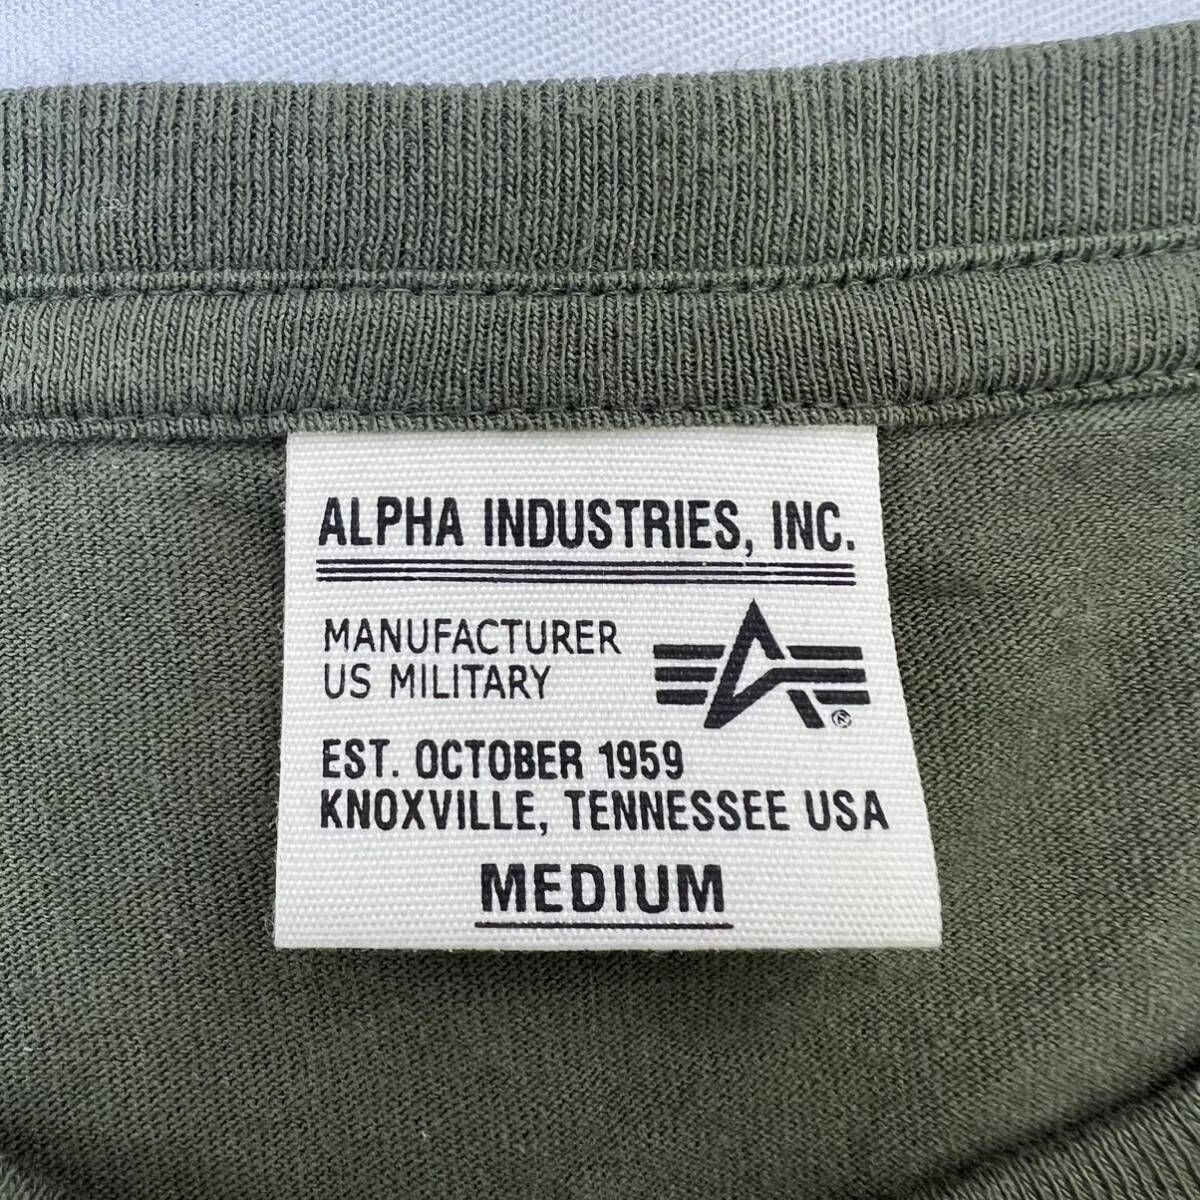 ALPHA INDUSTRIES, INC.
MANUFACTURER
US MILITARY
EST. OCTOBER 1959
KNOXVILLE, TENNESSEE USA
MEDIUM